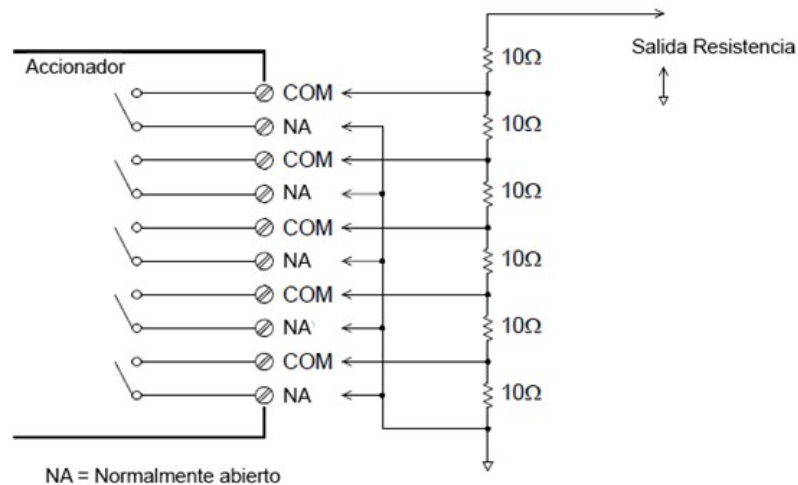 Accionador
Salida Resistencia
10Ω
COM
10Ω
NA
COM
10Ω
NA
COM
10Ω
NA
COM
10Ω
NA
COM
10Ω
NA
NA = Normalmente abierto